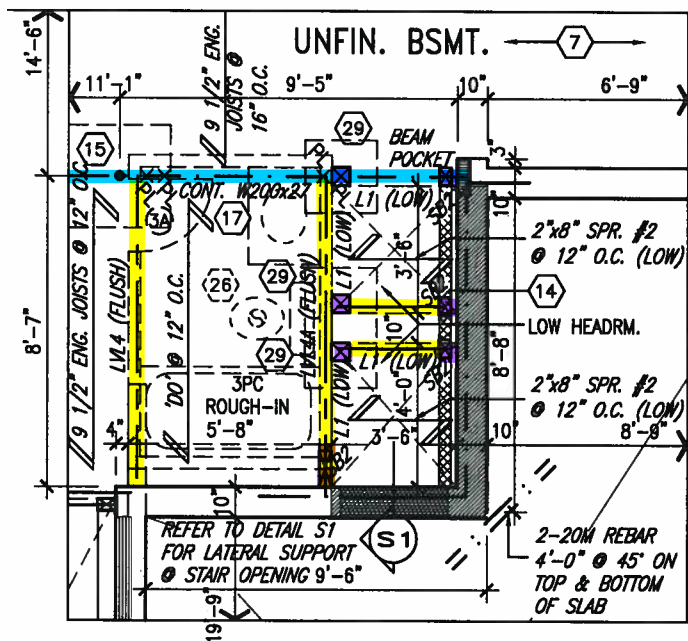 UNFIN. BSMT.
7
14'-6"
11'-1"
9'-5"
10"
6'-9"
9 1/2" ENG.
JOISTS @
16" O.C.
15
29
BEAM
POCKET
3"
CONT. W200x27
L1 (LOW)
10"
3A
17
2"x8" SPR. #2
@ 12" O.C. (LOW)
L1 (LOW)
3'-6"
29
26
14
8'-7"
9 1/2" ENG. JOISTS @ 12" O.C.
LVL4 (FLUSH)
'DO' @ 12" O.C.
LVL4A (FLUSH)
S
10"
LOW HEADRM.
29
L1 (LOW)
8'-8"
3PC
ROUGH-IN
5'-8"
L1 (LOW)
4'-0"
2"x8" SPR. #2
@ 12" O.C. (LOW)
4"
3'-6"
10'
8'-9"
10"
REFER TO DETAIL S1
FOR LATERAL SUPPORT
@ STAIR OPENING 9'-6"
S1
2-20M REBAR
4'-0" @ 45° ON
TOP & BOTTOM
OF SLAB
19'-9"